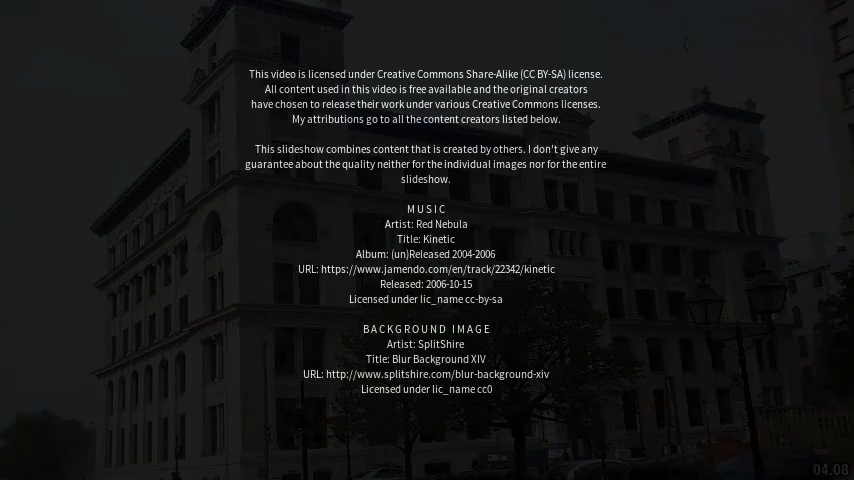 This video is licensed under Creative Commons Share-Alike (CC BY-SA) license.
All content used in this video is free available and the original creators
have chosen to release their work under various Creative Commons licenses.
My attributions go to all the content creators listed below.
This slideshow combines content that is created by others. I don't give any
guarantee about the quality neither for the individual images nor for the entire
slideshow.
MUSIC
Artist: Red Nebula
Title: Kinetic
Album: (un)Released 2004-2006
URL: https://www.jamendo.com/en/track/22342/kinetic
Released: 2006-10-15
Licensed under lic_name cc-by-sa
BACKGROUND IMAGE
Artist: SplitShire
Title: Blur Background XIV
URL: http://www.splitshire.com/blur-background-xiv
Licensed under lic_name cc0
04.08